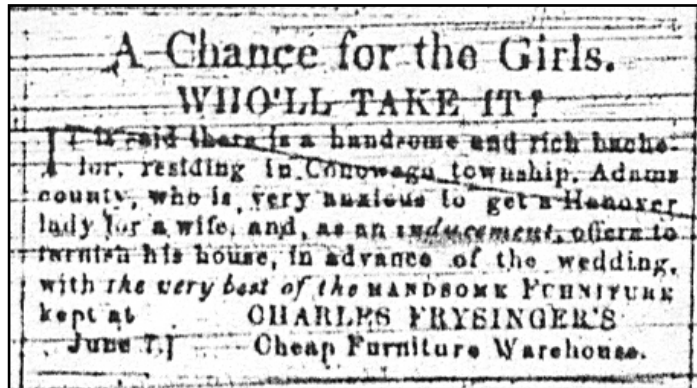 A Chance for the Girls.
WHO'LL TAKE IT?
IT is said there is a handsome and rich bache-
lor, residing in Conowago township, Adams
county, who is very anxious to get a Hanover
lady for a wife, and, as an inducement, offers to
furnish his house, in advance of the wedding,
with the very best of the HANDSOME FURNITURE
kept at CHARLES FRYSINGER'S
June 7.] Cheap Furniture Warehouse.